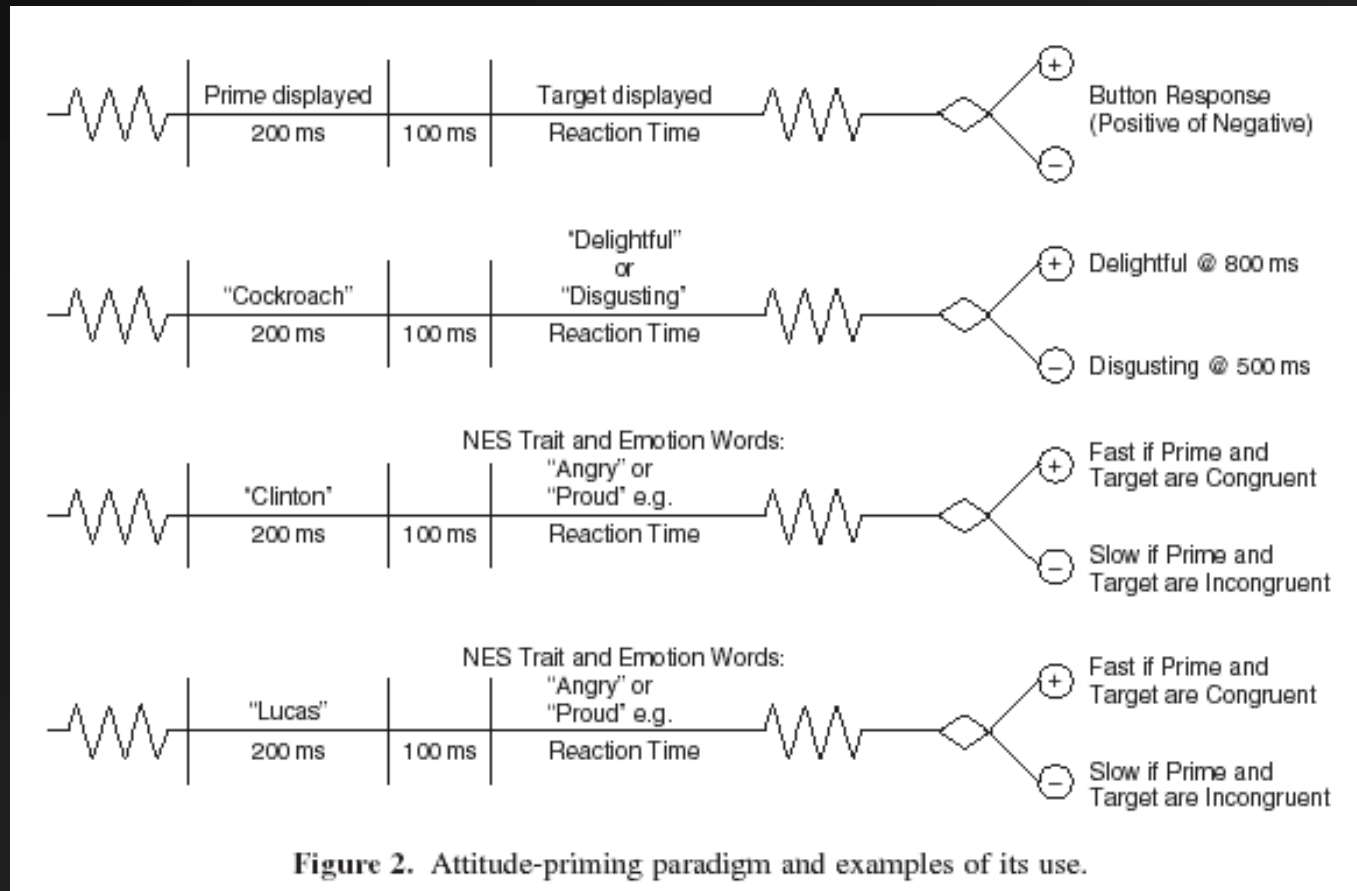 Prime displayed
200 ms
100 ms
Target displayed
Reaction Time
+
−
Button Response
(Positive of Negative)
"Cockroach"
200 ms
100 ms
"Delightful"
or
"Disgusting"
Reaction Time
+
Delightful @ 800 ms
−
Disgusting @ 500 ms
"Clinton"
200 ms
100 ms
NES Trait and Emotion Words:
"Angry" or
"Proud" e.g.
Reaction Time
+
Fast if Prime and
Target are Congruent
−
Slow if Prime and
Target are Incongruent
"Lucas"
200 ms
100 ms
NES Trait and Emotion Words:
"Angry" or
"Proud" e.g.
Reaction Time
+
Fast if Prime and
Target are Congruent
−
Slow if Prime and
Target are Incongruent
Figure 2. Attitude-priming paradigm and examples of its use.